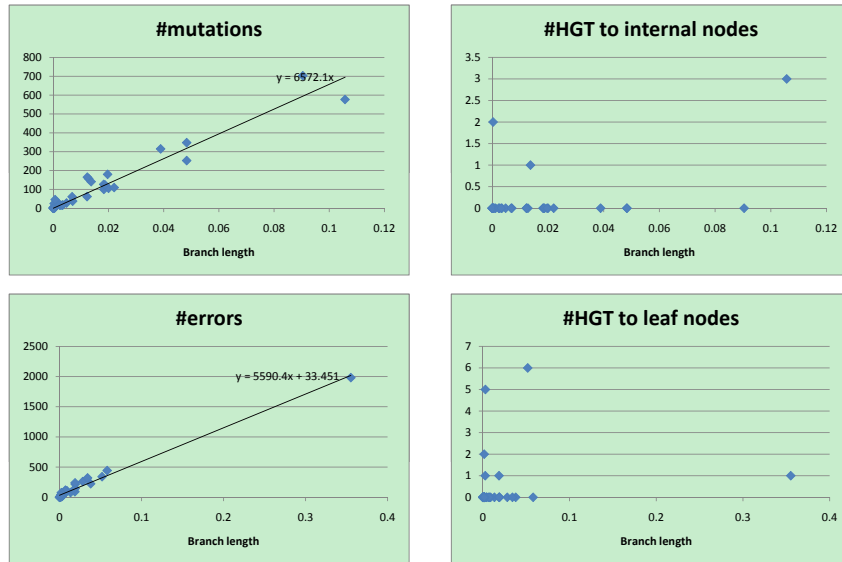 #mutations
800
700
600
500
400
300
200
100
0
y = 6572.1x
0 0.02 0.04 0.06 0.08 0.1 0.12
Branch length
#HGT to internal nodes
3.5
3
2.5
2
1.5
1
0.5
0
0 0.02 0.04 0.06 0.08 0.1 0.12
Branch length
#errors
2500
2000
1500
1000
500
0
y = 5590.4x + 33.451
0 0.1 0.2 0.3 0.4
Branch length
#HGT to leaf nodes
7
6
5
4
3
2
1
0
0 0.1 0.2 0.3 0.4
Branch length